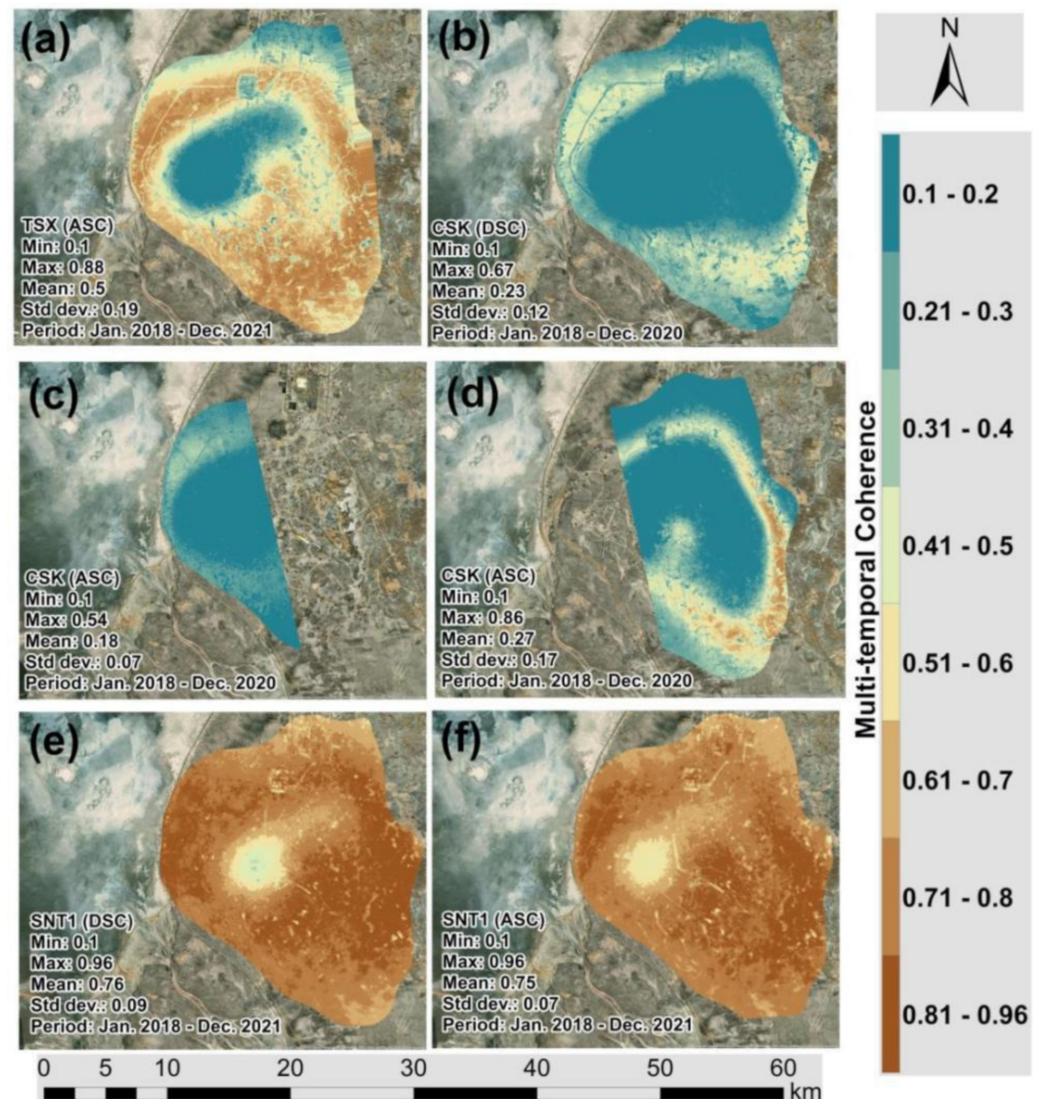 (a)
TSX (ASC)
Min: 0.1
Max: 0.88
Mean: 0.5
Std dev.: 0.19
Period: Jan. 2018 - Dec. 2021
(b)
CSK (DSC)
Min: 0.1
Max: 0.67
Mean: 0.23
Std dev.: 0.12
Period: Jan. 2018 - Dec. 2020
(c)
CSK (ASC)
Min: 0.1
Max: 0.54
Mean: 0.18
Std dev.: 0.07
Period: Jan. 2018 - Dec. 2020
(d)
CSK (ASC)
Min: 0.1
Max: 0.86
Mean: 0.27
Std dev.: 0.17
Period: Jan. 2018 - Dec. 2020
(e)
SNT1 (DSC)
Min: 0.1
Max: 0.96
Mean: 0.76
Std dev.: 0.09
Period: Jan. 2018 - Dec. 2021
(f)
SNT1 (ASC)
Min: 0.1
Max: 0.96
Mean: 0.75
Std dev.: 0.07
Period: Jan. 2018 - Dec. 2021
N
Multi-temporal Coherence
0.1 - 0.2
0.21 - 0.3
0.31 - 0.4
0.41 - 0.5
0.51 - 0.6
0.61 - 0.7
0.71 - 0.8
0.81 - 0.96
0 5 10 20 30 40 50 60
km